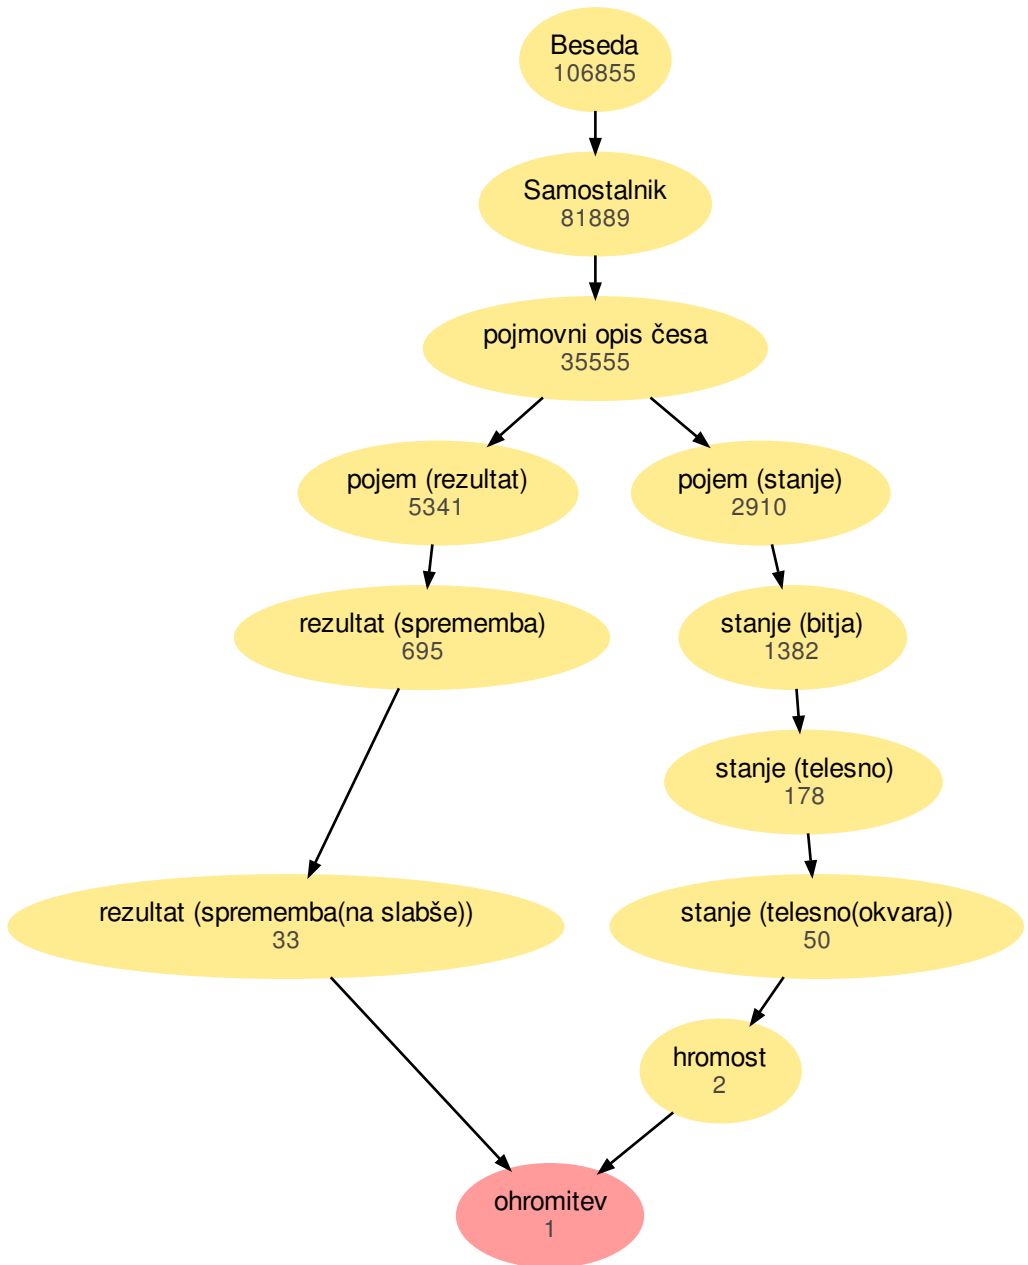 Beseda
106855
Samostalnik
81889
pojmovni opis česa
35555
pojem (rezultat)
5341
pojem (stanje)
2910
rezultat (sprememba)
695
stanje (bitja)
1382
stanje (telesno)
178
rezultat (sprememba(na slabše))
33
stanje (telesno(okvara))
50
hromost
2
ohromitev
1